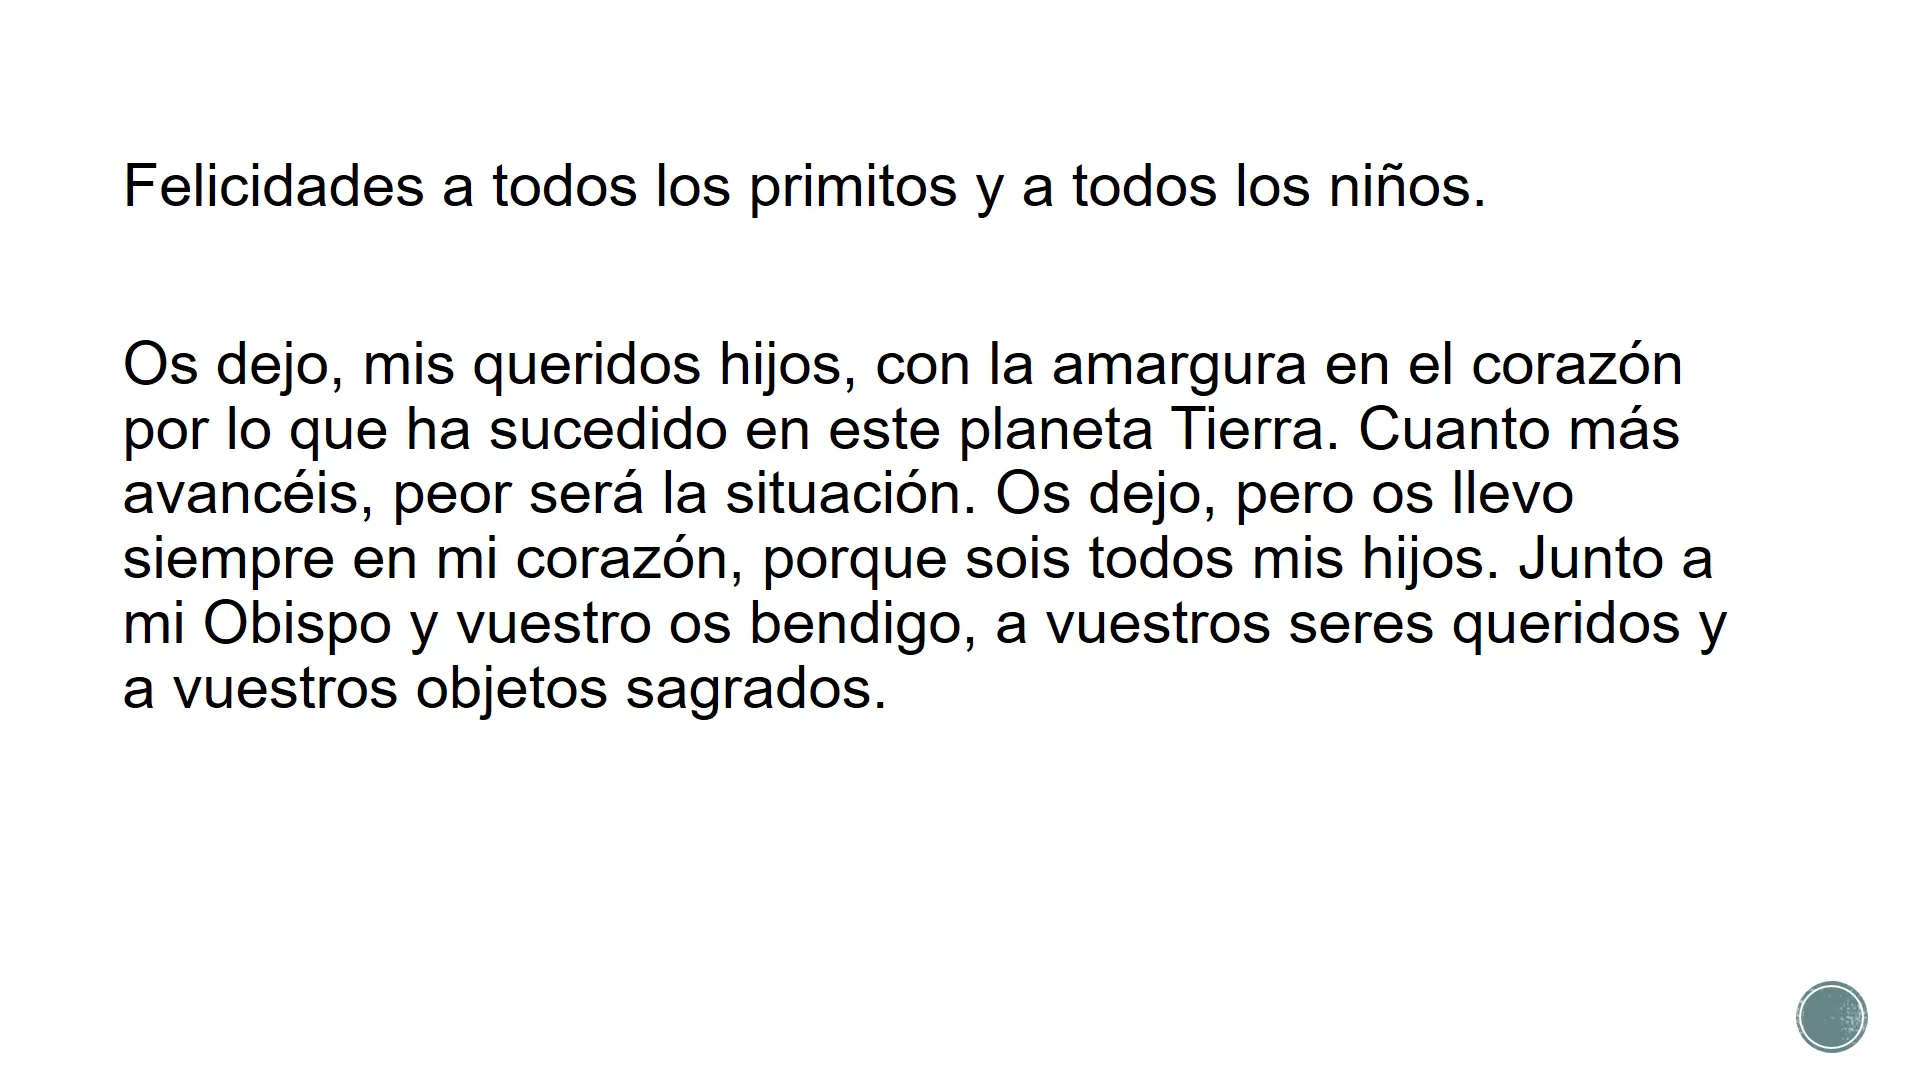 Felicidades a todos los primitos y a todos los niños.
Os dejo, mis queridos hijos, con la amargura en el corazón
por lo que ha sucedido en este planeta Tierra. Cuanto más
avancéis, peor será la situación. Os dejo, pero os llevo
siempre en mi corazón, porque sois todos mis hijos. Junto a
mi Obispo y vuestro os bendigo, a vuestros seres queridos y
a vuestros objetos sagrados.